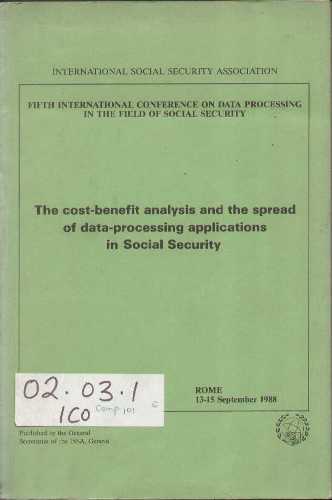 INTERNATIONAL SOCIAL SECURITY ASSOCIATION
FIFTH INTERNATIONAL CONFERENCE ON DATA PROCESSING
IN THE FIELD OF SOCIAL SECURITY
The cost-benefit analysis and the spread
of data-processing applications
in Social Security
ROME
13-15 September 1988
02.03.1
ICO
Comp 101
c
Published by the General
Secretariat of the ISSA, Geneva